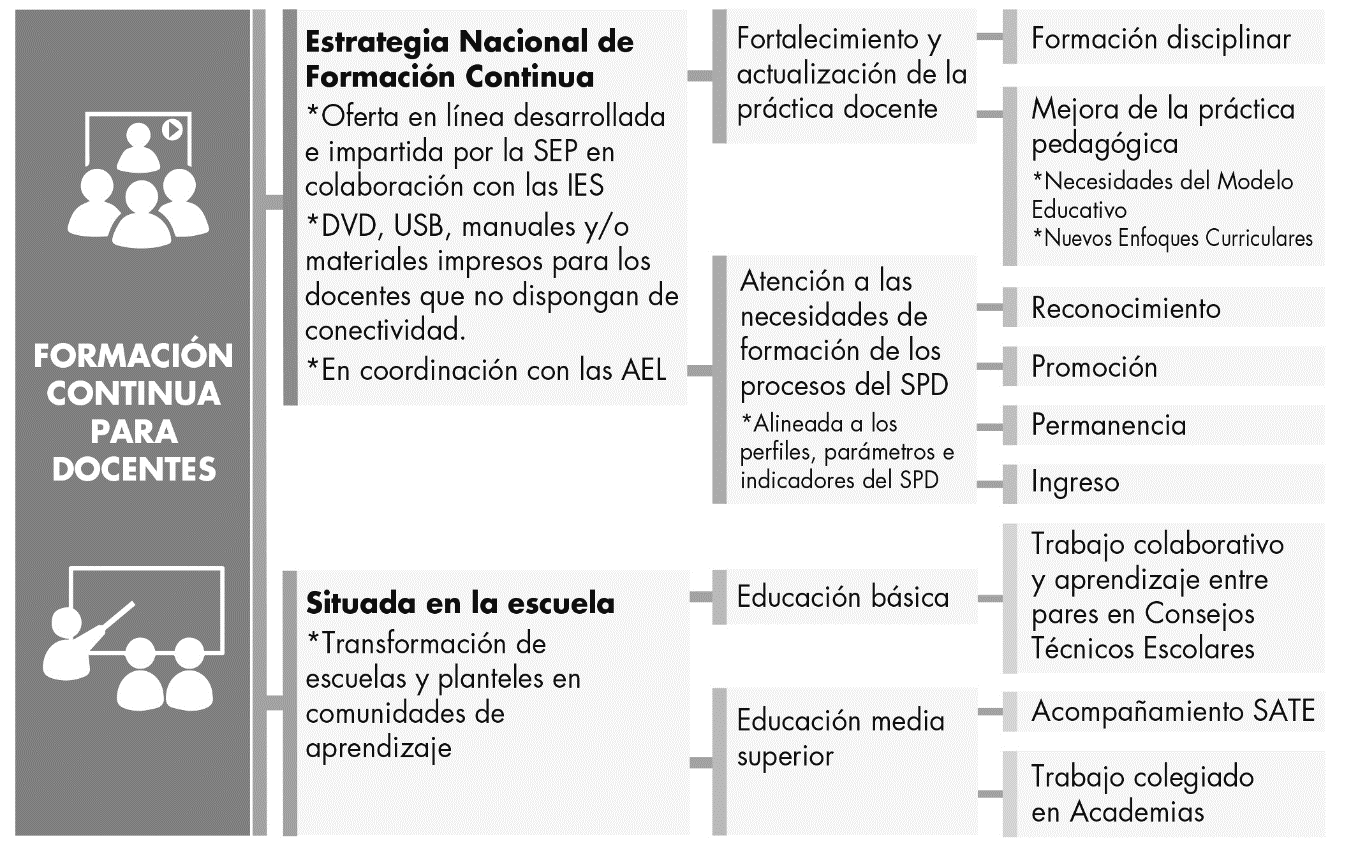 FORMACIÓN
CONTINUA
PARA
DOCENTES
Estrategia Nacional de
Formación Continua
*Oferta en línea desarrollada
e impartida por la SEP en
colaboración con las IES
*DVD, USB, manuales y/o
materiales impresos para los
docentes que no dispongan de
conectividad.
*En coordinación con las AEL
Fortalecimiento y
actualización de la
práctica docente
Formación disciplinar
Mejora de la práctica
pedagógica
*Necesidades del Modelo
Educativo
*Nuevos Enfoques Curriculares
Atención a las
necesidades de
formación de los
procesos del SPD
*Alineada a los
perfiles, parámetros e
indicadores del SPD
Reconocimiento
Promoción
Permanencia
Ingreso
Situada en la escuela
*Transformación de
escuelas y planteles en
comunidades de
aprendizaje
Educación básica
Trabajo colaborativo
y aprendizaje entre
pares en Consejos
Técnicos Escolares
Educación media
superior
Acompañamiento SATE
Trabajo colegiado
en Academias